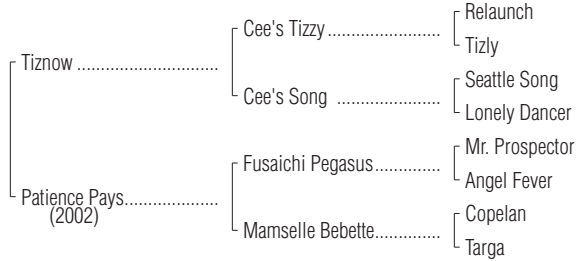 Relaunch
Cee's Tizzy ..........................
Tizly
Tiznow .................................
Seattle Song
Cee's Song ........................
Lonely Dancer
Mr. Prospector
Fusaichi Pegasus...............
Angel Fever
Patience Pays......................
(2002)
Copelan
Mamselle Bebette...............
Targa